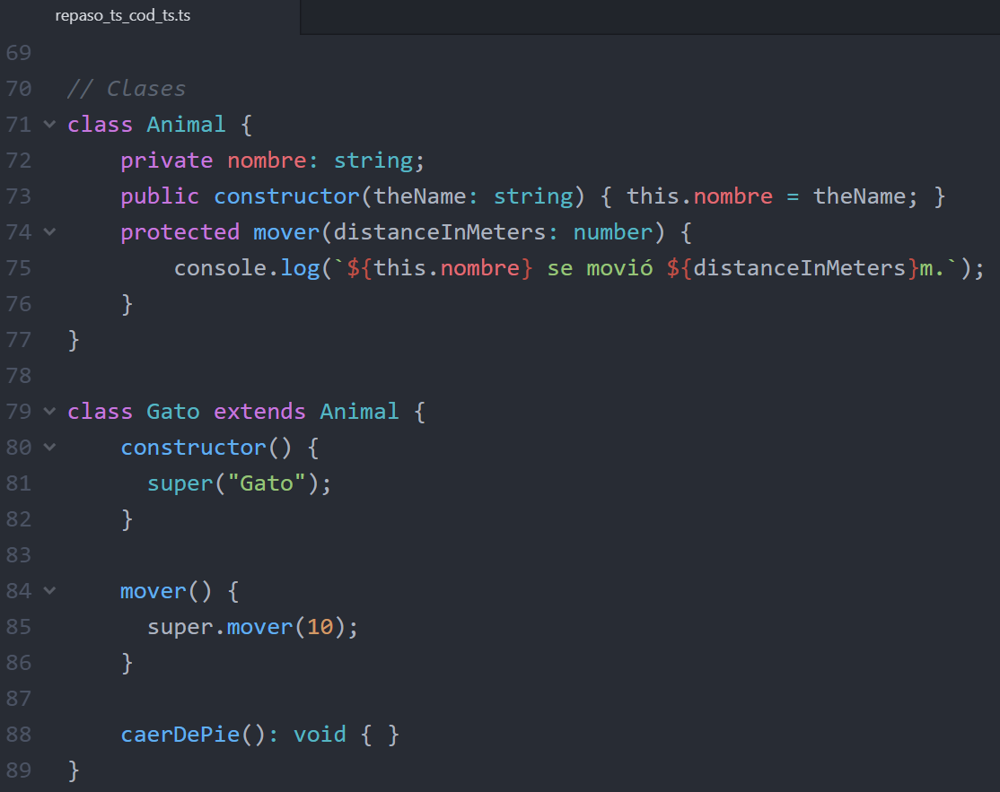 repaso_ts_cod_ts.ts
69
70 // Clases
71 class Animal {
72     private nombre: string;
73     public constructor(theName: string) { this.nombre = theName; }
74     protected mover(distanceInMeters: number) {
75         console.log(`${this.nombre} se movió ${distanceInMeters}m.`);
76     }
77 }
78
79 class Gato extends Animal {
80     constructor() {
81       super("Gato");
82     }
83
84     mover() {
85       super.mover(10);
86     }
87
88     caerDePie(): void { }
89 }